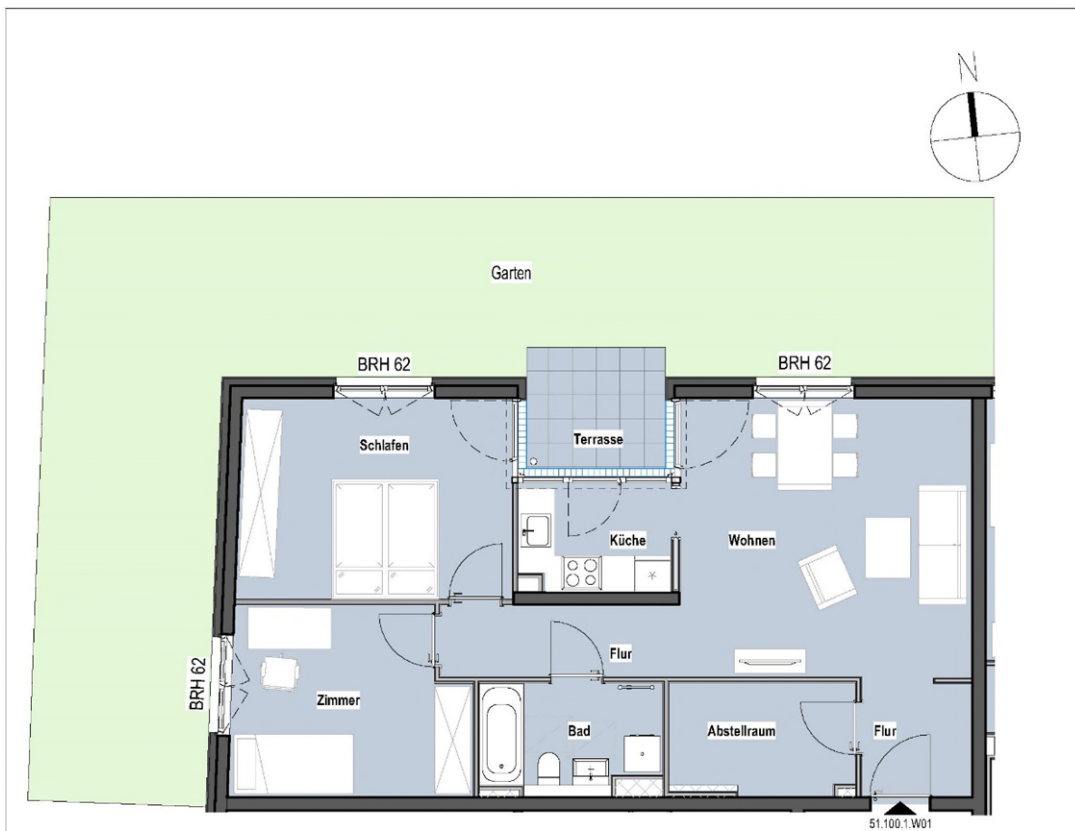 N
Garten
BRH 62
BRH 62
Schlafen
Terrasse
Küche
Wohnen
BRH 62
Zimmer
Flur
Bad
Abstellraum
Flur
51.100.1.W01